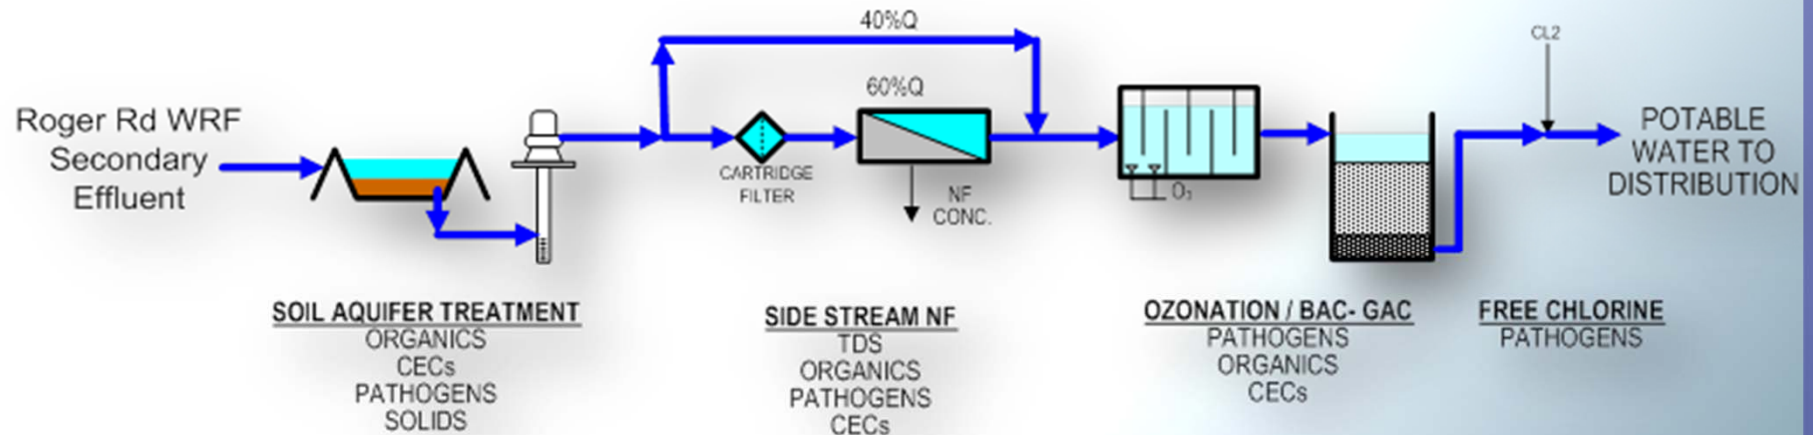 Roger Rd WRF
Secondary
Effluent
40%Q
60%Q
CARTRIDGE
FILTER
NF
CONC.
O3
CL2
POTABLE
WATER TO
DISTRIBUTION
SOIL AQUIFER TREATMENT
ORGANICS
CECs
PATHOGENS
SOLIDS
SIDE STREAM NF
TDS
ORGANICS
PATHOGENS
CECs
OZONATION / BAC- GAC
PATHOGENS
ORGANICS
CECs
FREE CHLORINE
PATHOGENS